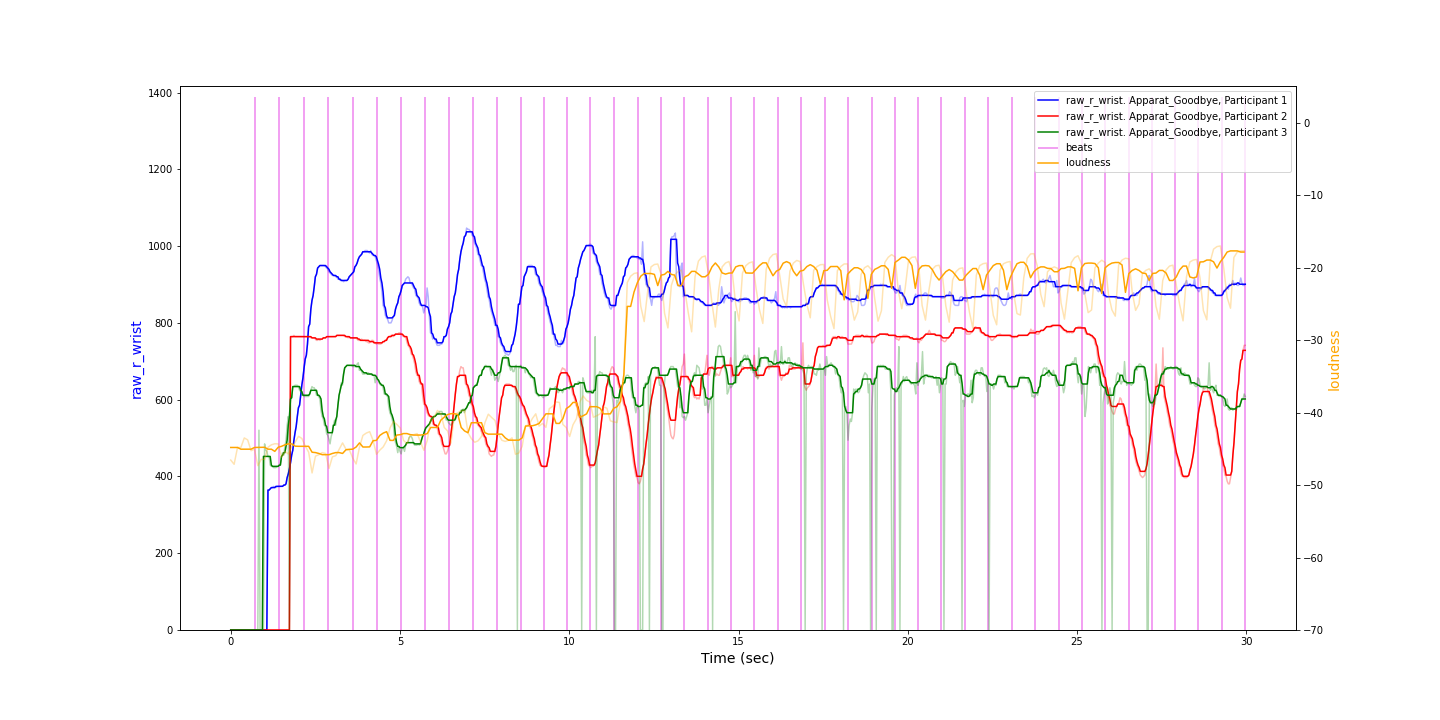 raw_r_wrist. Apparat_Goodbye, Participant 1
raw_r_wrist. Apparat_Goodbye, Participant 2
raw_r_wrist. Apparat_Goodbye, Participant 3
beats
loudness
1400
1200
1000
800
600
400
200
0
raw_r_wrist
0
−10
−20
−30
−40
−50
−60
−70
loudness
0 5 10 15 20 25 30
Time (sec)